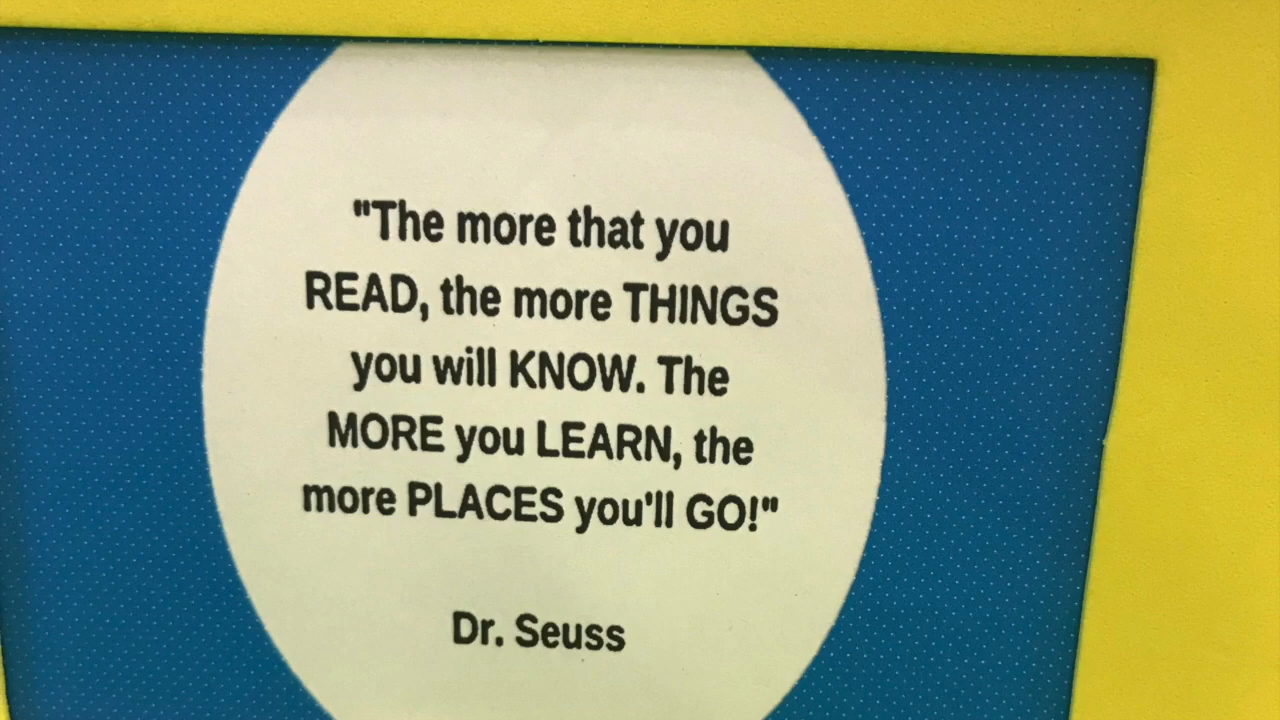 "The more that you
READ, the more THINGS
you will KNOW. The
MORE you LEARN, the
more PLACES you'll GO!"
Dr. Seuss